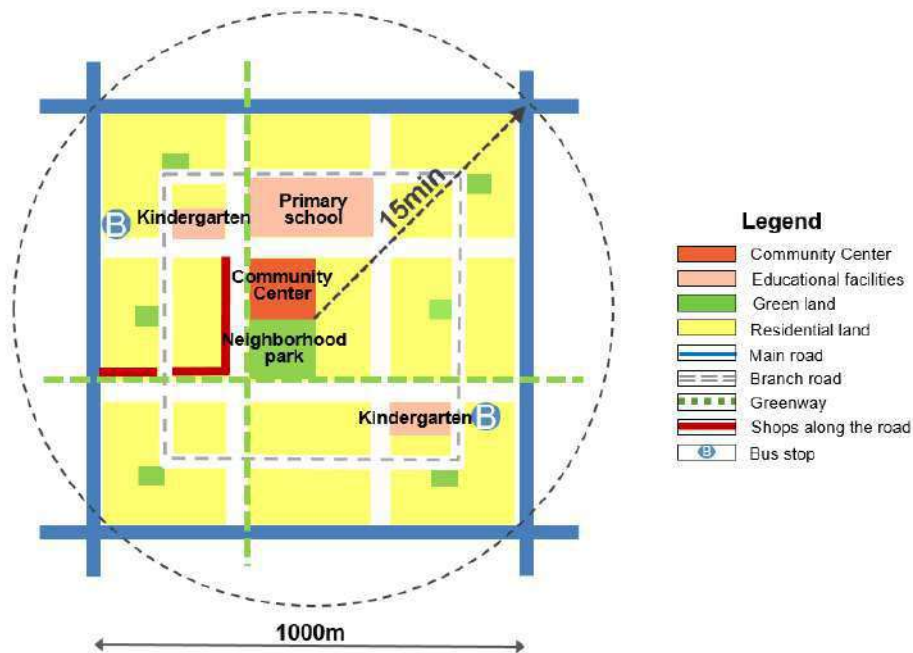 15min
Primary
school
Kindergarten
B
Community
Center
Neighborhood
park
Kindergarten
B
1000m
Legend
Community Center
Educational facilities
Green land
Residential land
Main road
Branch road
Greenway
Shops along the road
B
Bus stop